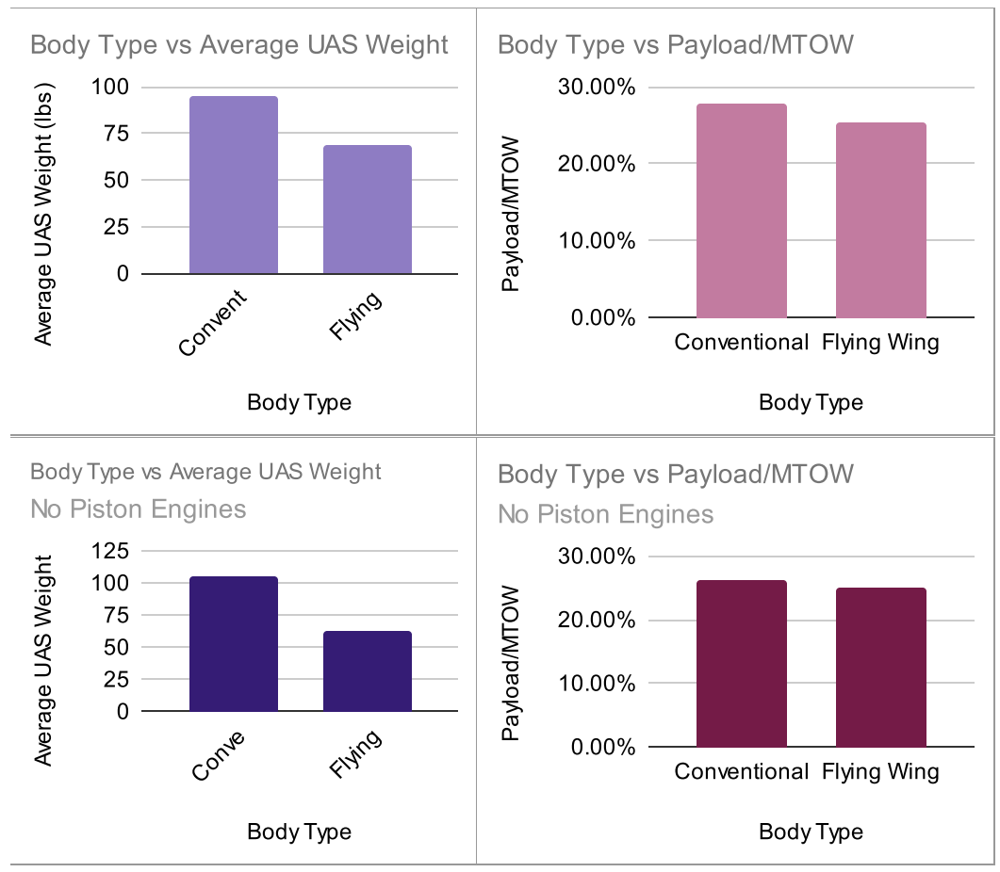 Body Type vs Average UAS Weight
Average UAS Weight (lbs)
100
75
50
25
0
Convent
Flying
Body Type
Body Type vs Payload/MTOW
Payload/MTOW
30.00%
20.00%
10.00%
0.00%
Conventional Flying Wing
Body Type
Body Type vs Average UAS Weight
No Piston Engines
Average UAS Weight
125
100
75
50
25
0
Conve
Flying
Body Type
Body Type vs Payload/MTOW
No Piston Engines
Payload/MTOW
30.00%
20.00%
10.00%
0.00%
Conventional Flying Wing
Body Type